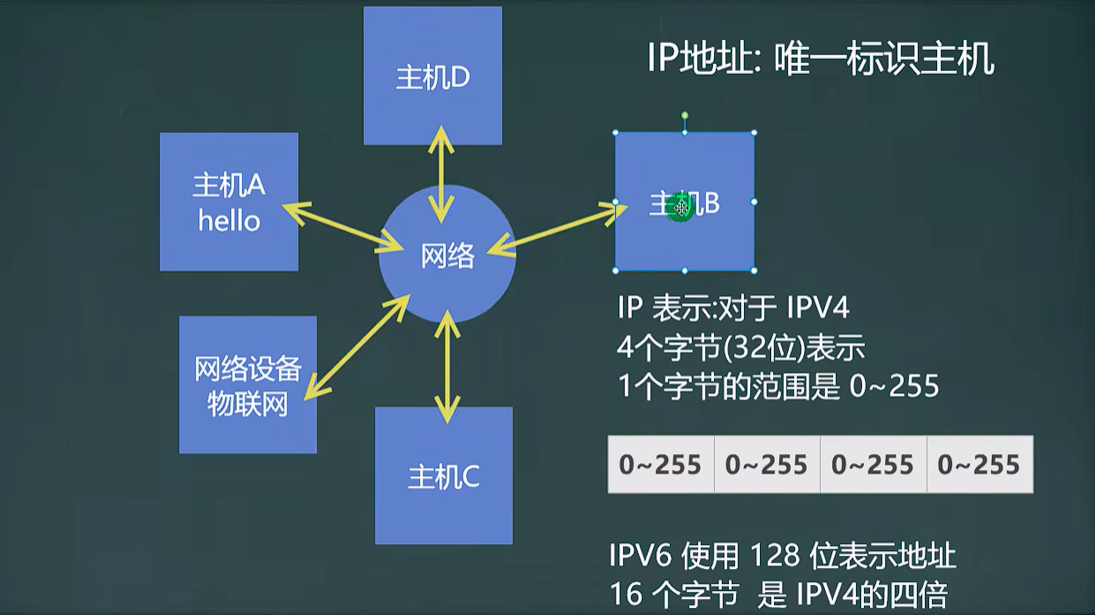 IP地址: 唯一标识主机
主机D
主机A
hello
主机B
网络
网络设备
物联网
主机C
IP 表示:对于 IPV4
4个字节(32位)表示
1个字节的范围是 0~255
0~255 0~255 0~255 0~255
IPV6 使用 128 位表示地址
16 个字节 是 IPV4的四倍